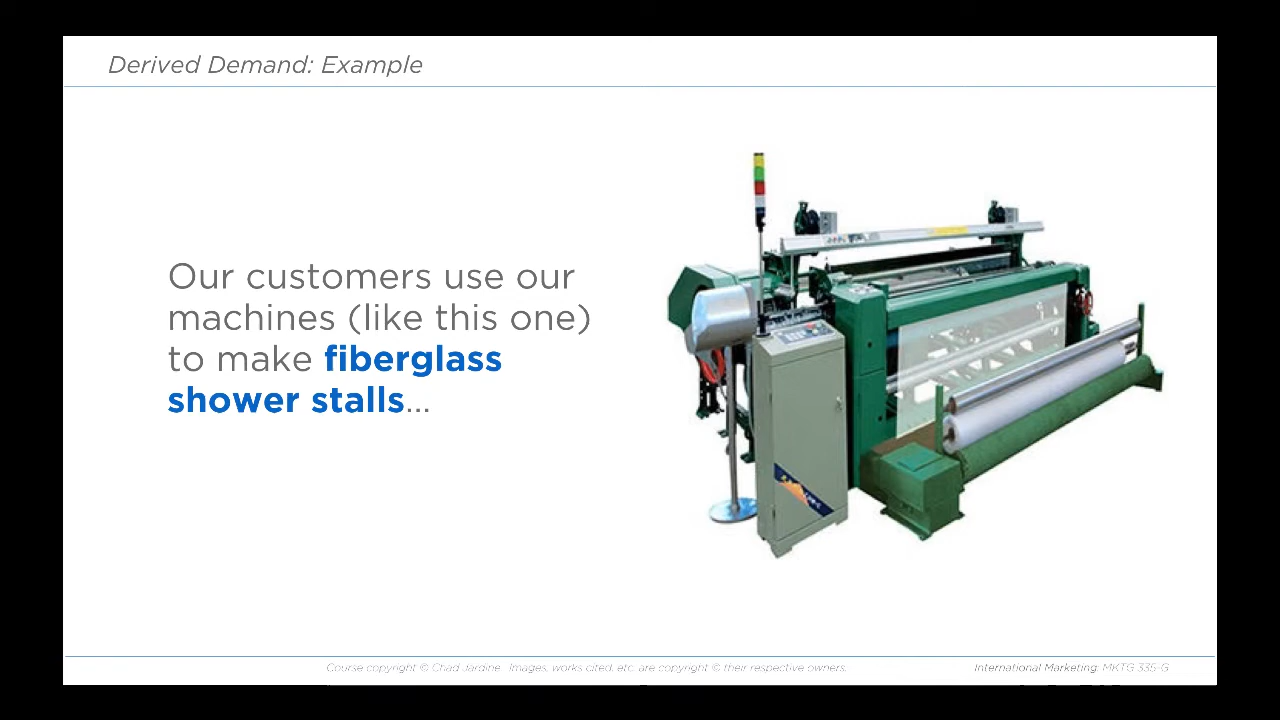 Derived Demand: Example
Our customers use our
machines (like this one)
to make fiberglass
shower stalls...
Course copyright © Chad Jardine. Images, works cited, etc. are copyright © their respective owners.
International Marketing: MKTG 335-G